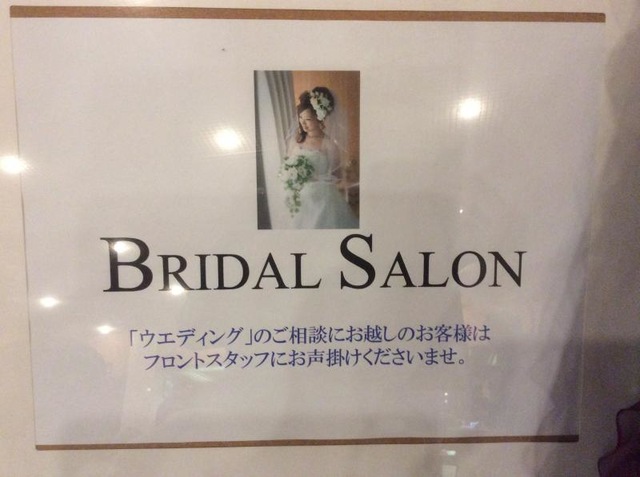 BRIDAL SALON
「ウエディング」のご相談にお越しのお客様は
フロントスタッフにお声掛けくださいませ。